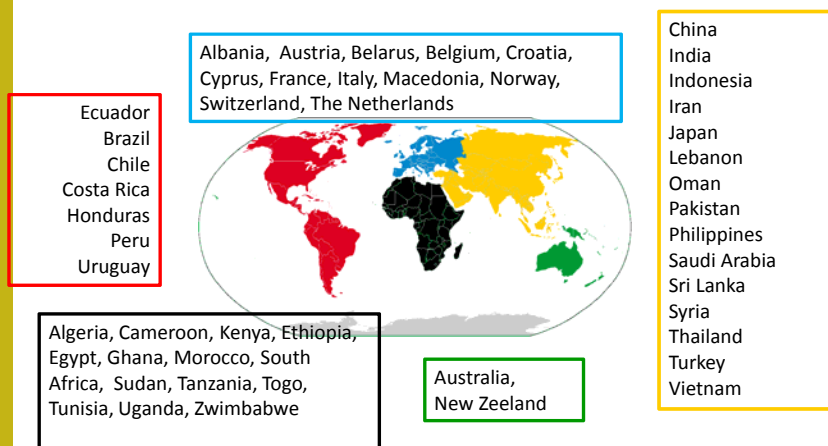 Albania, Austria, Belarus, Belgium, Croatia,
Cyprus, France, Italy, Macedonia, Norway,
Switzerland, The Netherlands
Ecuador
Brazil
Chile
Costa Rica
Honduras
Peru
Uruguay
China
India
Indonesia
Iran
Japan
Lebanon
Oman
Pakistan
Philippines
Saudi Arabia
Sri Lanka
Syria
Thailand
Turkey
Vietnam
Algeria, Cameroon, Kenya, Ethiopia,
Egypt, Ghana, Morocco, South
Africa, Sudan, Tanzania, Togo,
Tunisia, Uganda, Zwimbabwe
Australia,
New Zeeland